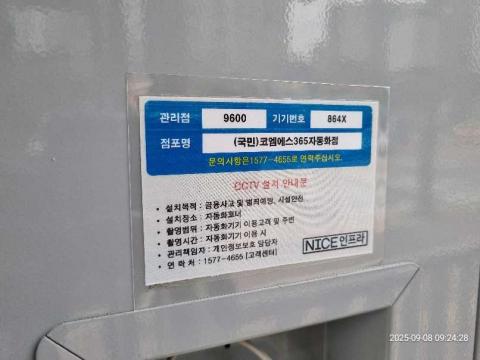 관리점 9600 기기번호 864X
점포명 (국민)코엠에스365자동화점
문의사항은1577-4655로 연락주십시오.
CCTV 설치 안내문
• 설치목적 : 금융사고 및 범죄예방, 시설안전
• 설치장소 : 자동화코너
• 촬영범위 : 자동화기기 이용고객 및 주변
• 촬영시간 : 자동화기기 이용 시
• 관리책임자 : 개인정보보호 담당자
• 연 락 처 : 1577-4655 [고객센터]
NICE인프라
2025-09-08 09:24:28